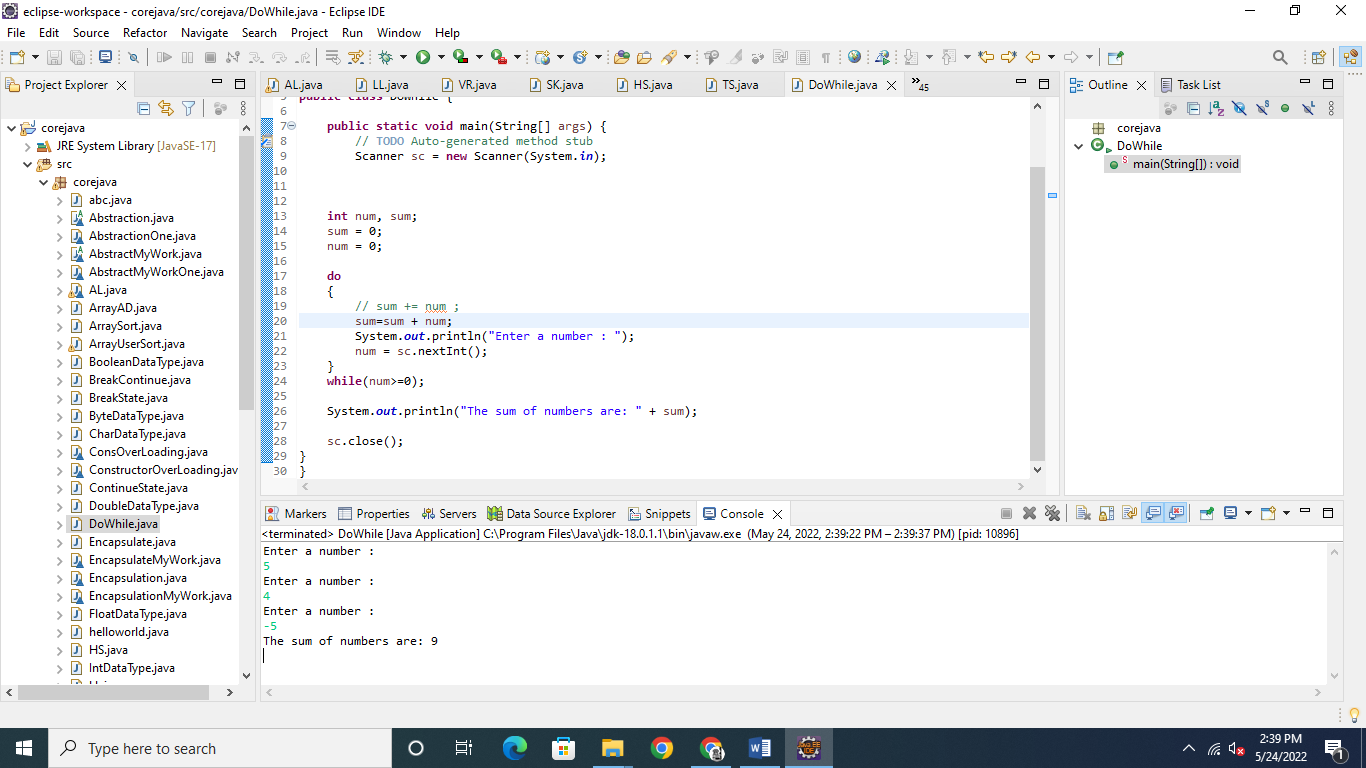 eclipse-workspace - corejava/src/corejava/DoWhile.java - Eclipse IDE
File Edit Source Refactor Navigate Search Project Run Window Help
Project Explorer
corejava
JRE System Library [JavaSE-17]
src
corejava
abc.java
Abstraction.java
AbstractionOne.java
AbstractMyWork.java
AbstractMyWorkOne.java
AL.java
ArrayAD.java
ArraySort.java
ArrayUserSort.java
BooleanDataType.java
BreakContinue.java
BreakState.java
ByteDataType.java
CharDataType.java
ConsOverLoading.java
ConstructorOverLoading.jav
ContinueState.java
DoubleDataType.java
DoWhile.java
Encapsulate.java
EncapsulateMyWork.java
Encapsulation.java
EncapsulationMyWork.java
FloatDataType.java
helloworld.java
HS.java
IntDataType.java
AL.java LL.java VR.java SK.java HS.java TS.java DoWhile.java »45
5 public class DoWhile {
6
7 public static void main(String[] args) {
8 // TODO Auto-generated method stub
9 Scanner sc = new Scanner(System.in);
10
11
12
13 int num, sum;
14 sum = 0;
15 num = 0;
16
17 do
18 {
19 // sum += num ;
20 sum=sum + num;
21 System.out.println("Enter a number : ");
22 num = sc.nextInt();
23 }
24 while(num>=0);
25
26 System.out.println("The sum of numbers are: " + sum);
27
28 sc.close();
29 }
30 }
Outline Task List
corejava
DoWhile
main(String[]) : void
Markers Properties Servers Data Source Explorer Snippets Console
<terminated> DoWhile [Java Application] C:\Program Files\Java\jdk-18.0.1.1\bin\javaw.exe (May 24, 2022, 2:39:22 PM – 2:39:37 PM) [pid: 10896]
Enter a number :
5
Enter a number :
4
Enter a number :
-5
The sum of numbers are: 9
Type here to search
2:39 PM
5/24/2022
1